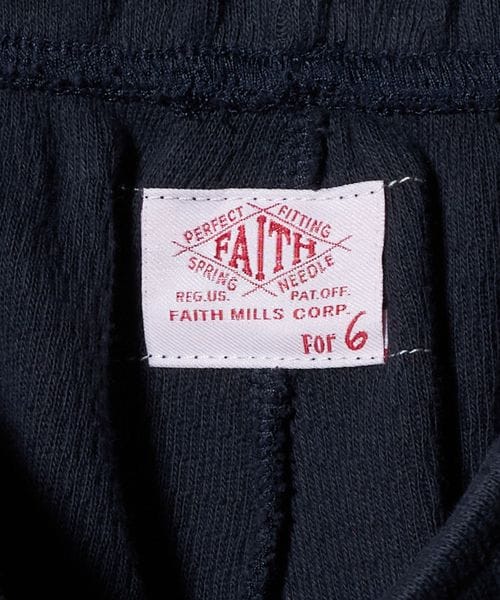 PERFECT FITTING
FAITH
SPRING NEEDLE
REG.US. PAT.OFF.
FAITH MILLS CORP.
FOR 6